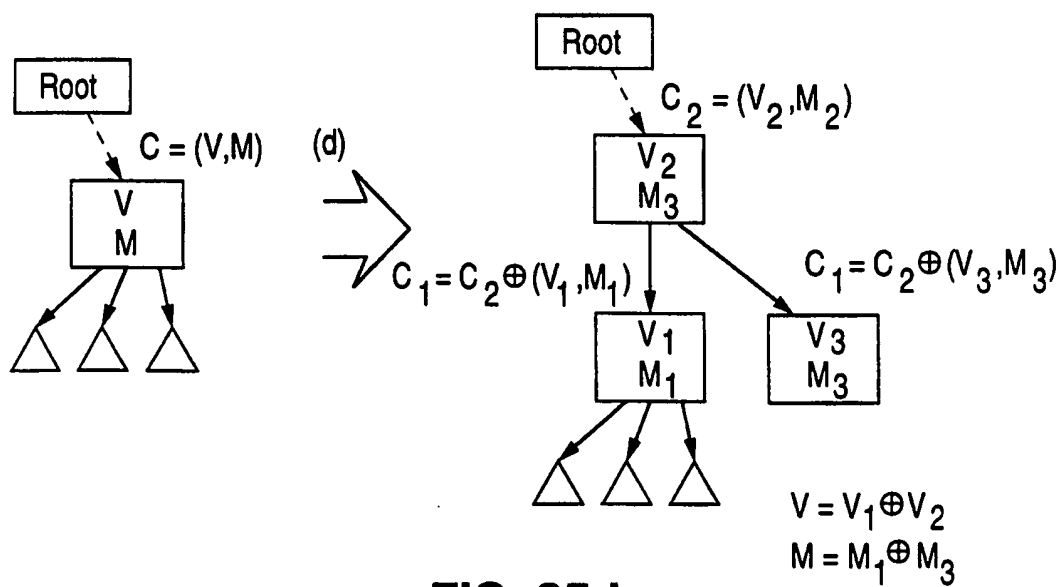 Root
C = (V,M)
V
M
(d)
Root
C2 = (V2,M2)
V2
M3
C1 = C2 ⊕ (V1,M1)
C1 = C2 ⊕ (V3,M3)
V1
M1
V3
M3
V = V1 ⊕ V2
M = M1 ⊕ M3